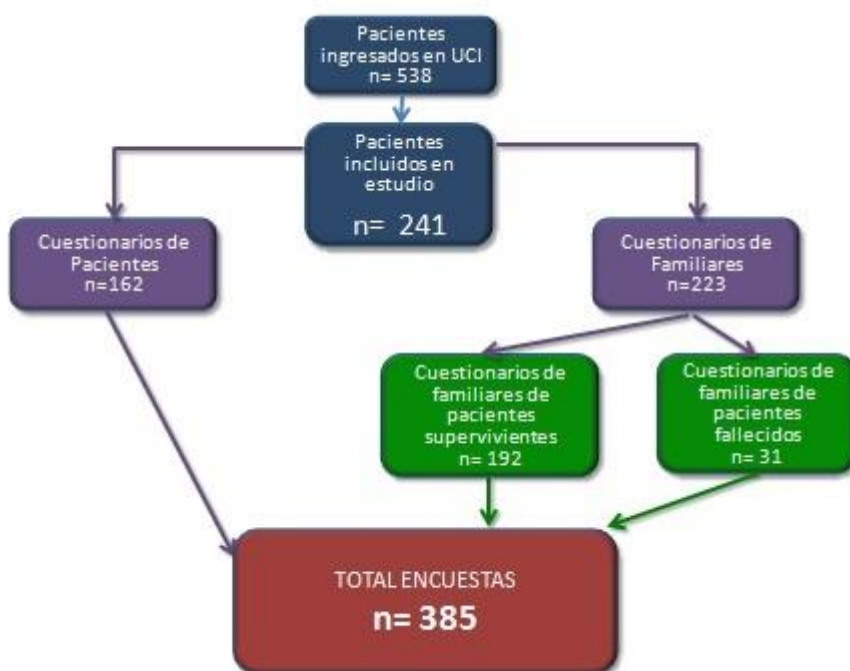 Pacientes
ingresados en UCI
n= 538
Pacientes
incluidos en
estudio
n= 241
Cuestionarios de
Pacientes
n=162
Cuestionarios de
Familiares
n=223
Cuestionarios de
familiares de
pacientes
supervivientes
n= 192
Cuestionarios de
familiares de
pacientes
fallecidos
n= 31
TOTAL ENCUESTAS
n= 385